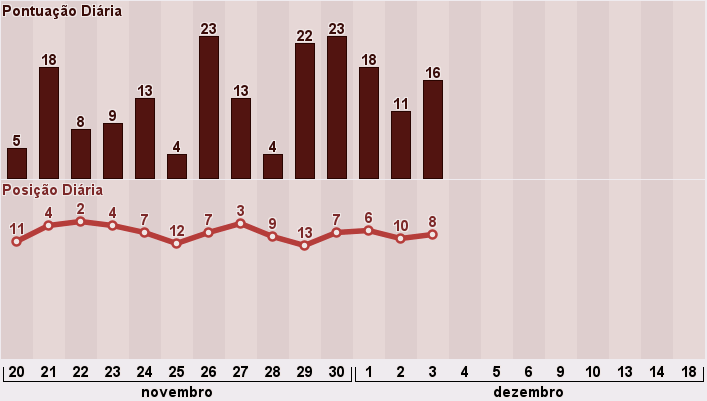 Pontuação Diária
5 18 8 9 13 4 23 13 4 22 23 18 11 16
Posição Diária
11 4 2 4 7 12 7 3 9 13 7 6 10 8
20 21 22 23 24 25 26 27 28 29 30 1 2 3 4 5 6 9 10 13 14 18
novembro dezembro